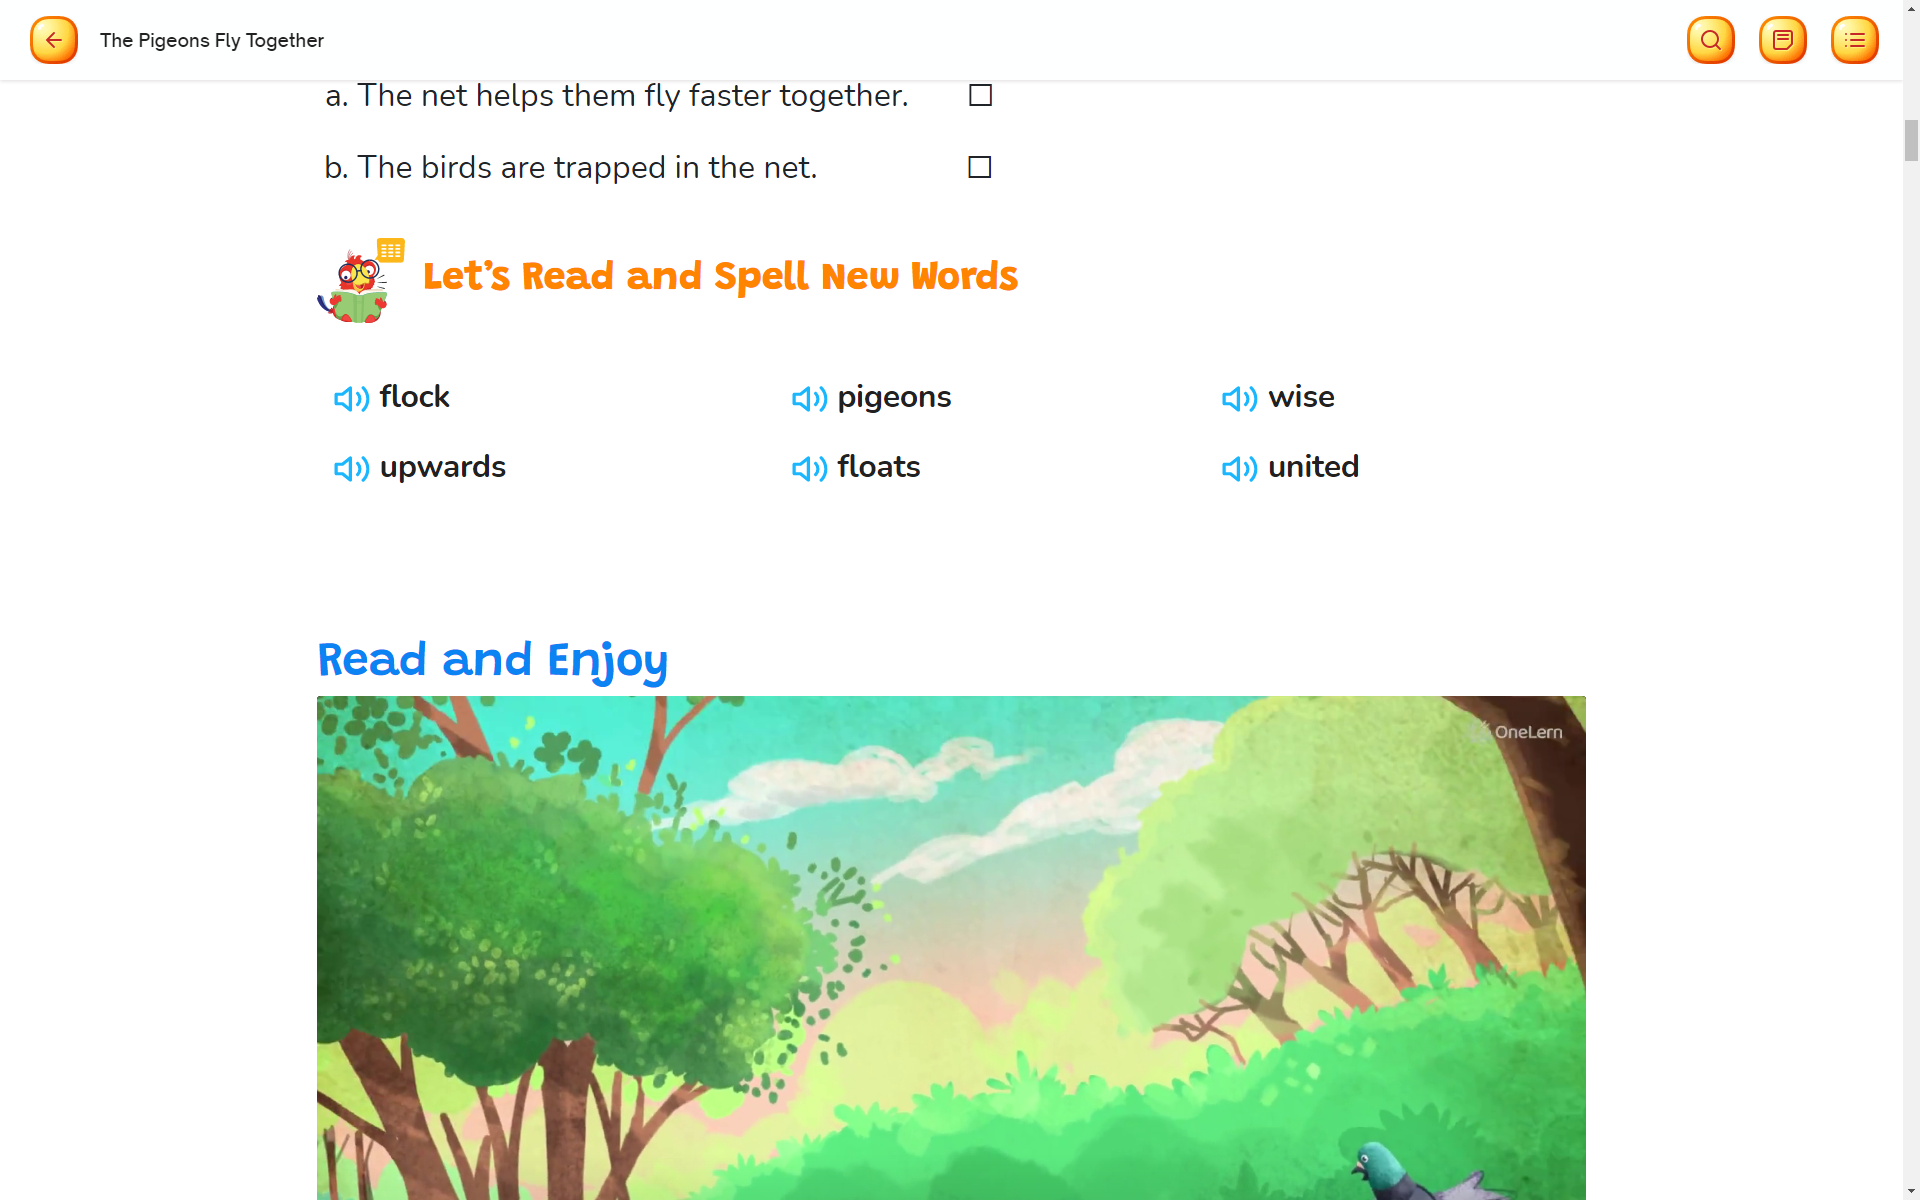 The Pigeons Fly Together
a. The net helps them fly faster together.
b. The birds are trapped in the net.
Let's Read and Spell New Words
flock pigeons wise
upwards floats united
Read and Enjoy
OneLern